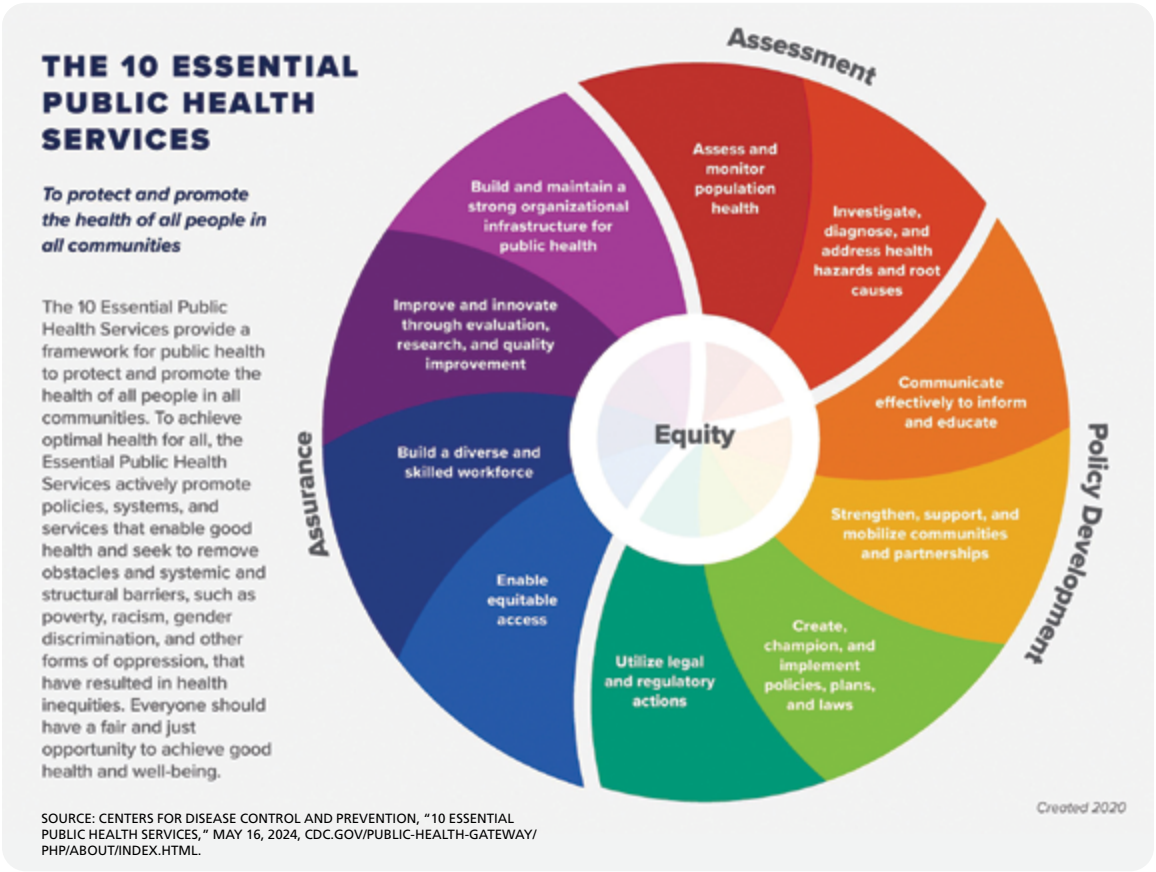 THE 10 ESSENTIAL
PUBLIC HEALTH
SERVICES
To protect and promote
the health of all people in
all communities
The 10 Essential Public
Health Services provide a
framework for public health
to protect and promote the
health of all people in all
communities. To achieve
optimal health for all, the
Essential Public Health
Services actively promote
policies, systems, and
services that enable good
health and seek to remove
obstacles and systemic and
structural barriers, such as
poverty, racism, gender
discrimination, and other
forms of oppression, that
have resulted in health
inequities. Everyone should
have a fair and just
opportunity to achieve good
health and well-being.
Assessment
Assess and
monitor
population
health
Investigate,
diagnose, and
address health
hazards and root
causes
Policy Development
Communicate
effectively to inform
and educate
Strengthen, support, and
mobilize communities
and partnerships
Create,
champion, and
implement
policies, plans,
and laws
Utilize legal
and regulatory
actions
Assurance
Enable
equitable
access
Build a diverse and
skilled workforce
Improve and innovate
through evaluation,
research, and quality
improvement
Build and maintain a
strong organizational
infrastructure for
public health
Equity
Created 2020
SOURCE: CENTERS FOR DISEASE CONTROL AND PREVENTION, “10 ESSENTIAL
PUBLIC HEALTH SERVICES,” MAY 16, 2024, CDC.GOV/PUBLIC-HEALTH-GATEWAY/
PHP/ABOUT/INDEX.HTML.